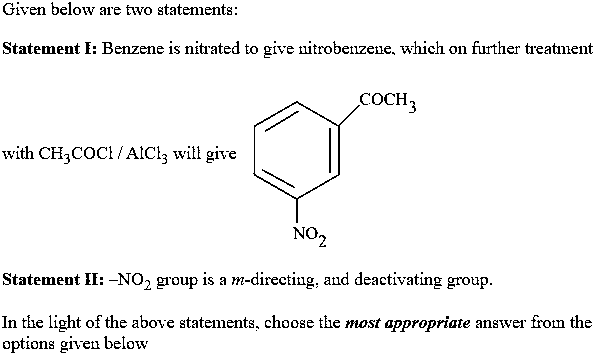 Given below are two statements:
Statement I: Benzene is nitrated to give nitrobenzene, which on further treatment
COCH₃
with CH₃COCl / AlCl₃ will give
NO₂
Statement II: –NO₂ group is a m-directing, and deactivating group.
In the light of the above statements, choose the most appropriate answer from the
options given below